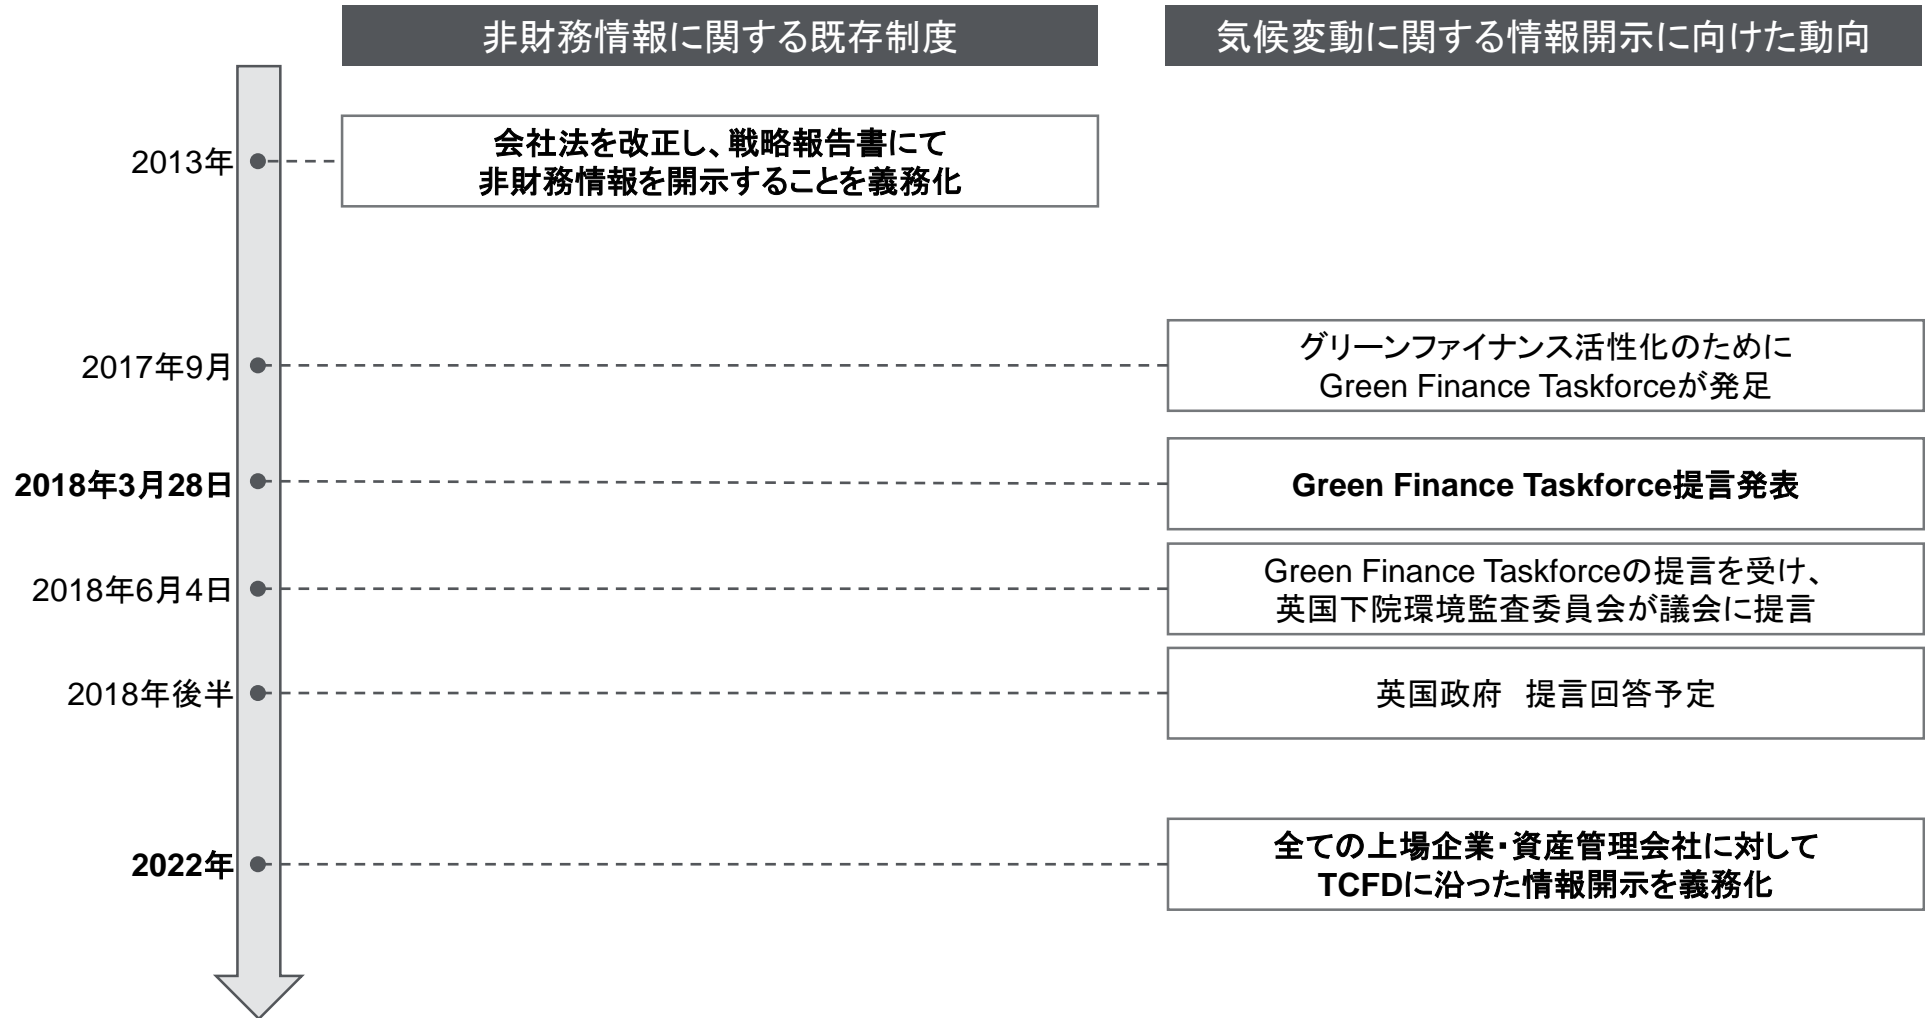 非財務情報に関する既存制度
気候変動に関する情報開示に向けた動向
2013年
会社法を改正し、戦略報告書にて
非財務情報を開示することを義務化
2017年9月
グリーンファイナンス活性化のために
Green Finance Taskforceが発足
2018年3月28日
Green Finance Taskforce提言発表
2018年6月4日
Green Finance Taskforceの提言を受け、
英国下院環境監査委員会が議会に提言
2018年後半
英国政府　提言回答予定
2022年
全ての上場企業・資産管理会社に対して
TCFDに沿った情報開示を義務化